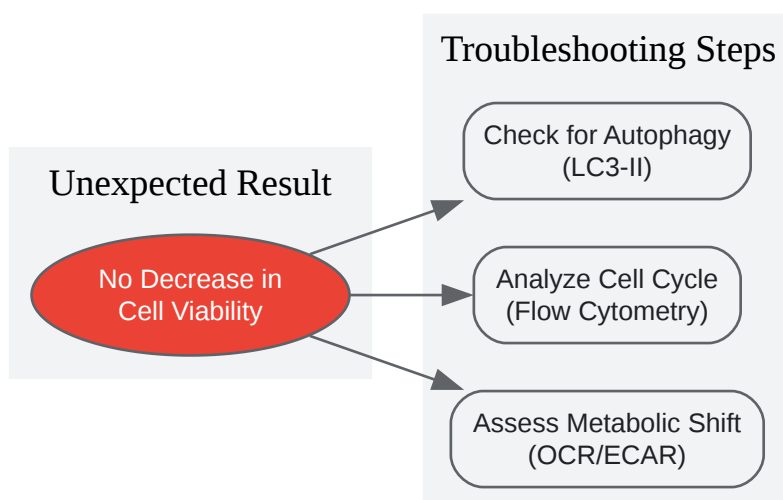 Unexpected Result
No Decrease in
Cell Viability
Troubleshooting Steps
Check for Autophagy
(LC3-II)
Analyze Cell Cycle
(Flow Cytometry)
Assess Metabolic Shift
(OCR/ECAR)